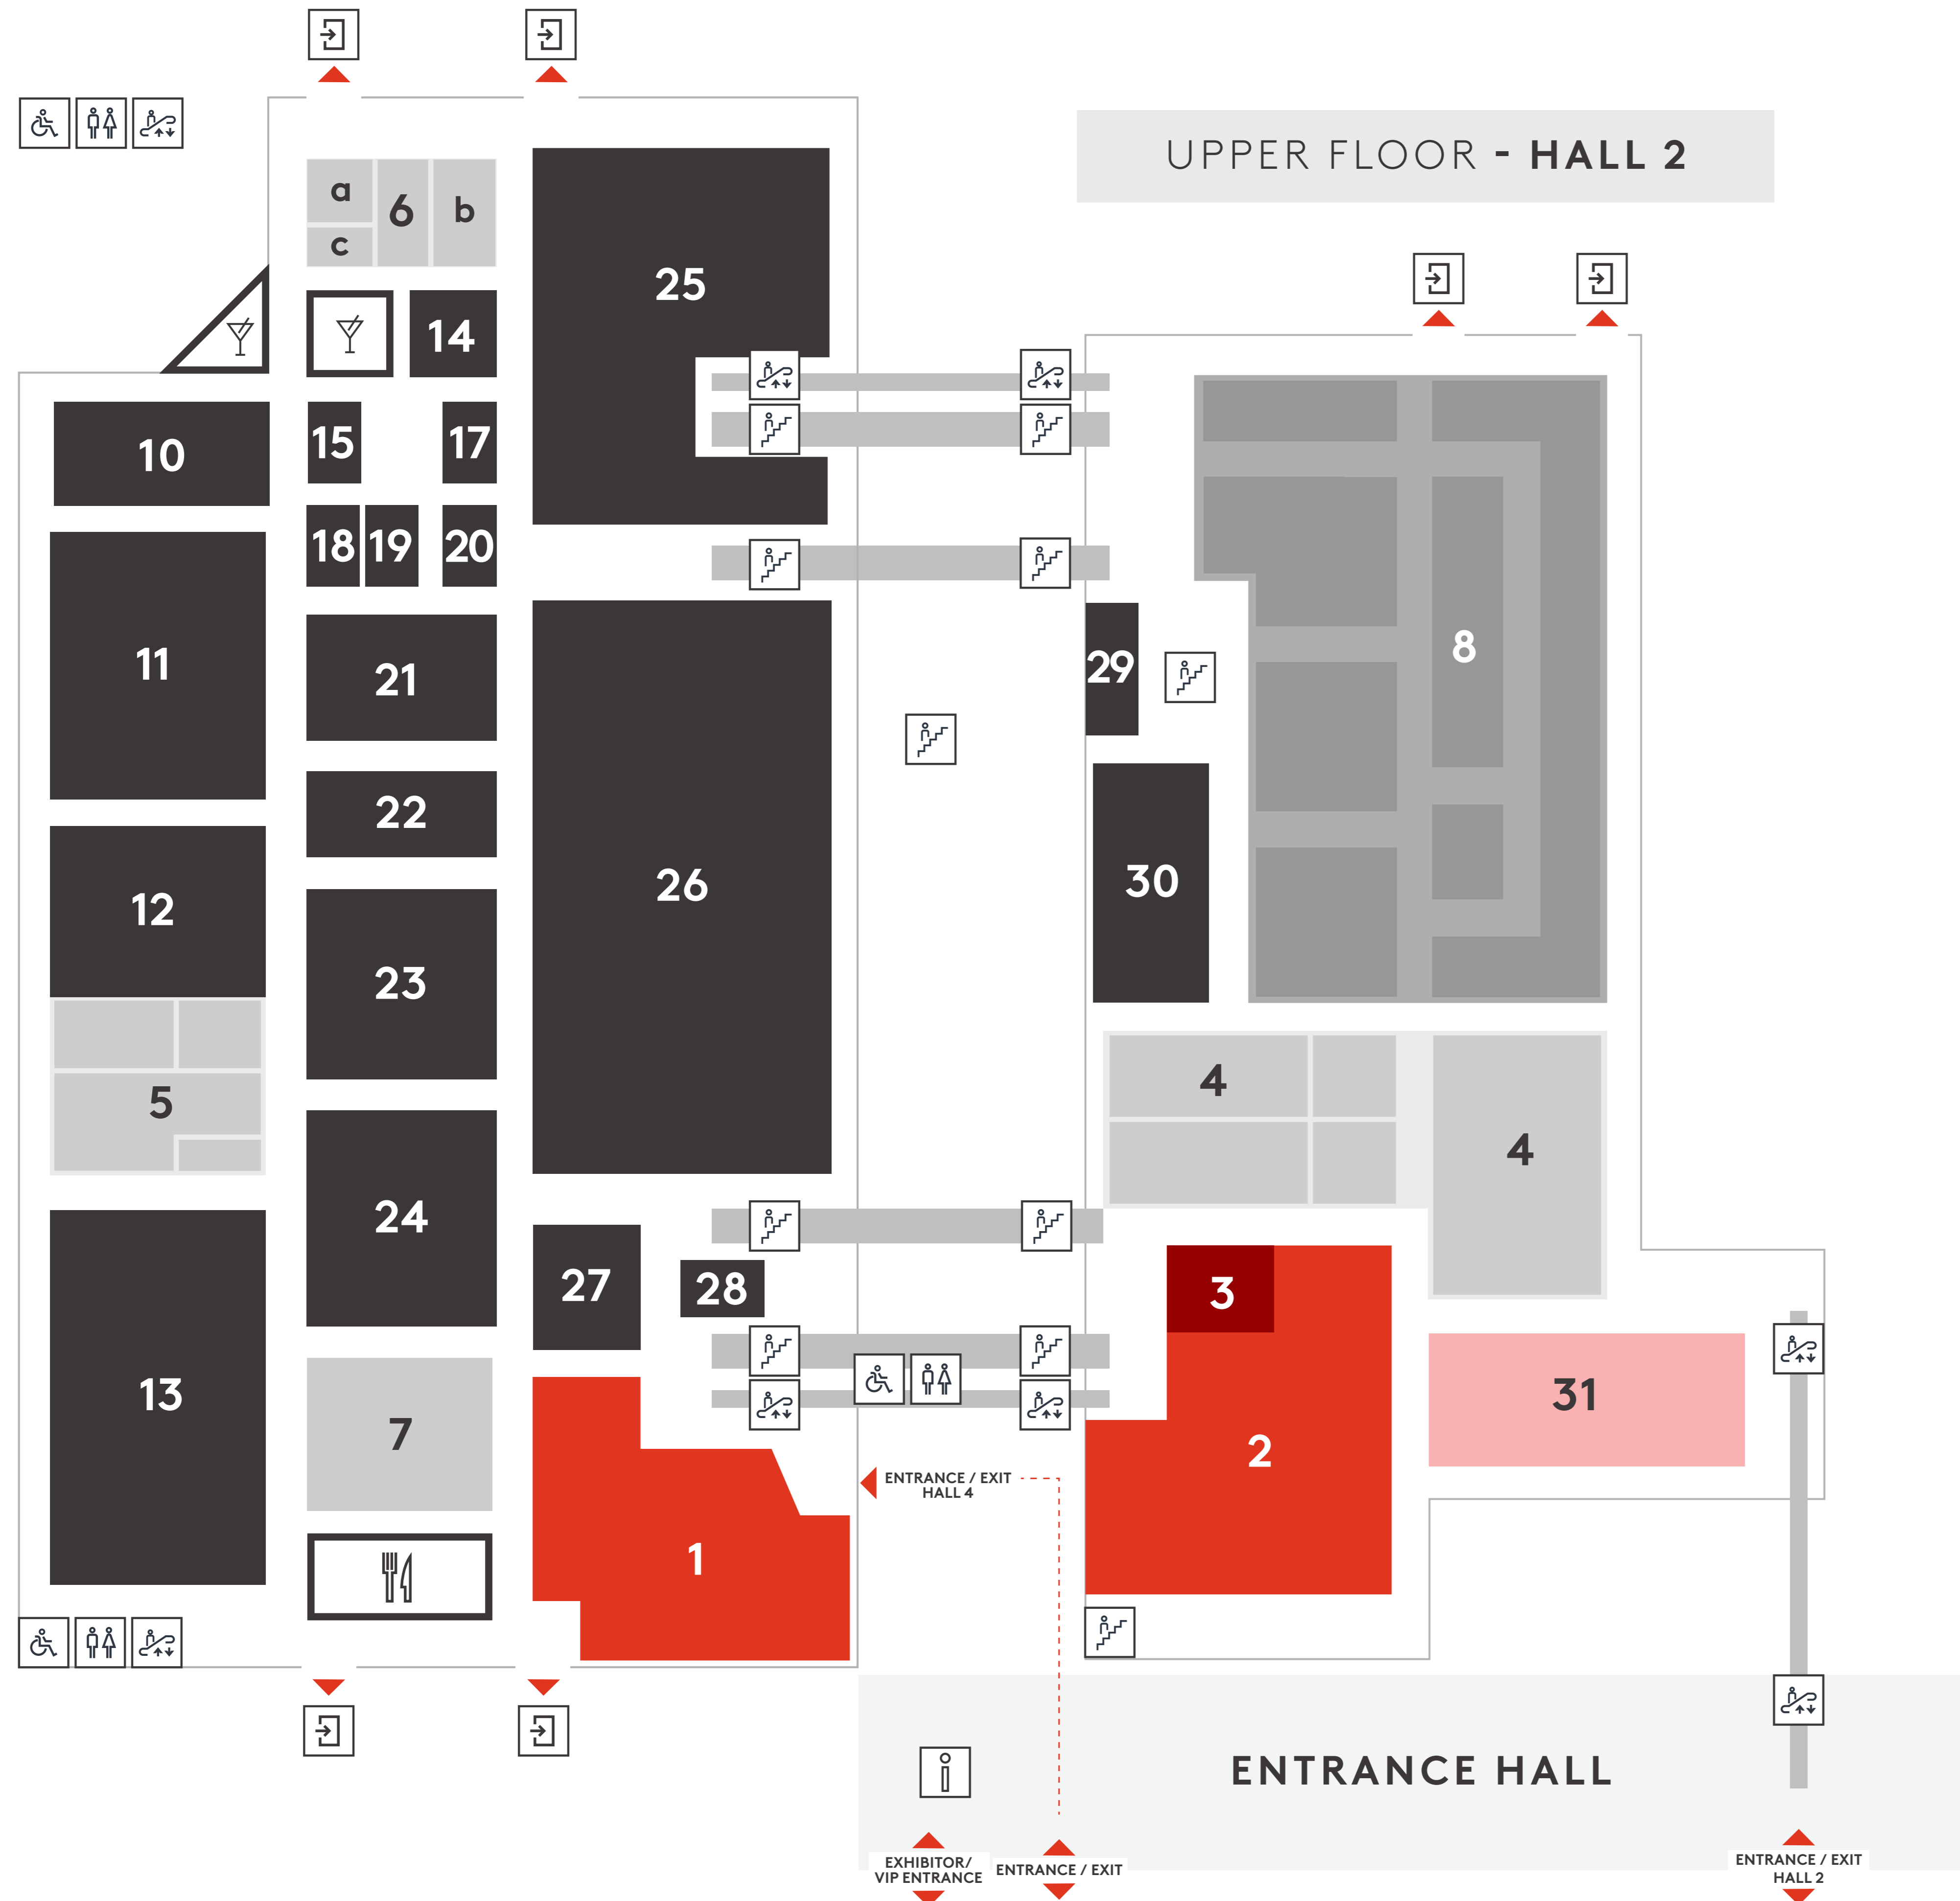 UPPER FLOOR - HALL 2
a
6
b
c
25
14
10
15
17
18
19
20
11
21
29
8
22
26
30
12
23
5
4
4
24
27
28
3
13
31
7
2
ENTRANCE / EXIT
HALL 4
1
ENTRANCE HALL
EXHIBITOR/
VIP ENTRANCE
ENTRANCE / EXIT
ENTRANCE / EXIT
HALL 2